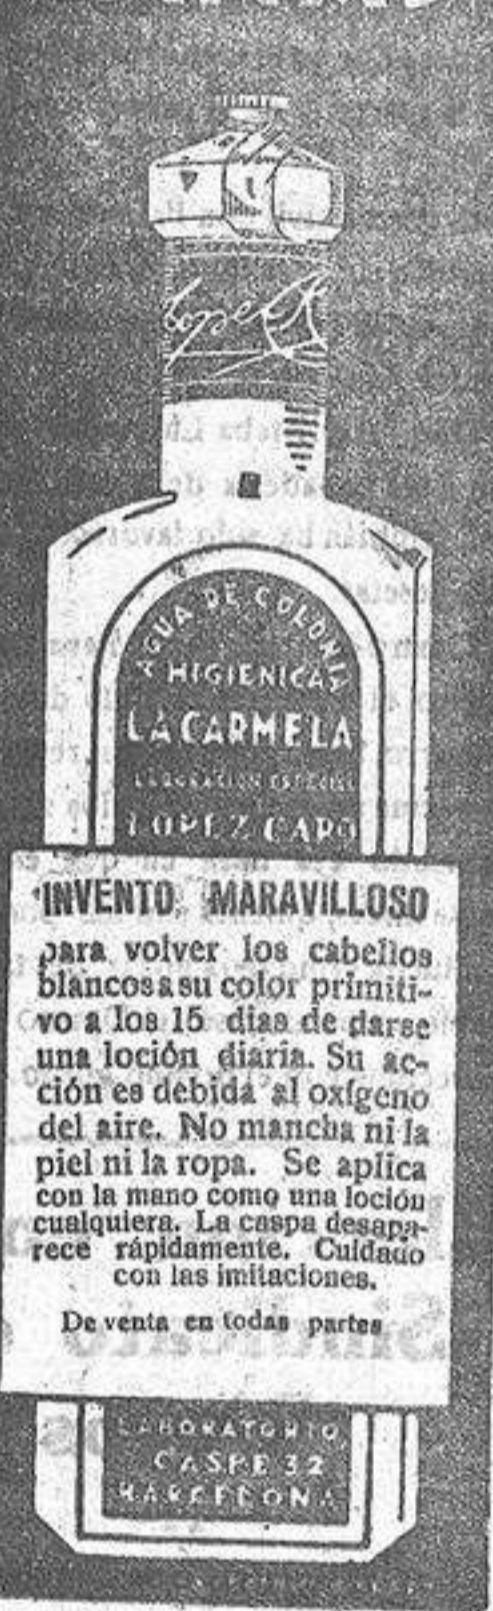 Lopez
AGUA DE COLONIA
HIGIENICA
LA CARMELA
LOPEZ CARO
INVENTO MARAVILLOSO
para volver los cabellos
blancos a su color primiti-
vo a los 15 dias de darse
una loción diaria. Su ac-
ción es debida al oxígeno
del aire. No mancha ni la
piel ni la ropa. Se aplica
con la mano como una loción
cualquiera. La caspa desapa-
rece rápidamente. Cuidado
con las imitaciones.
De venta en todas partes
LABORATORIO
CASPE 32
BARCELONA